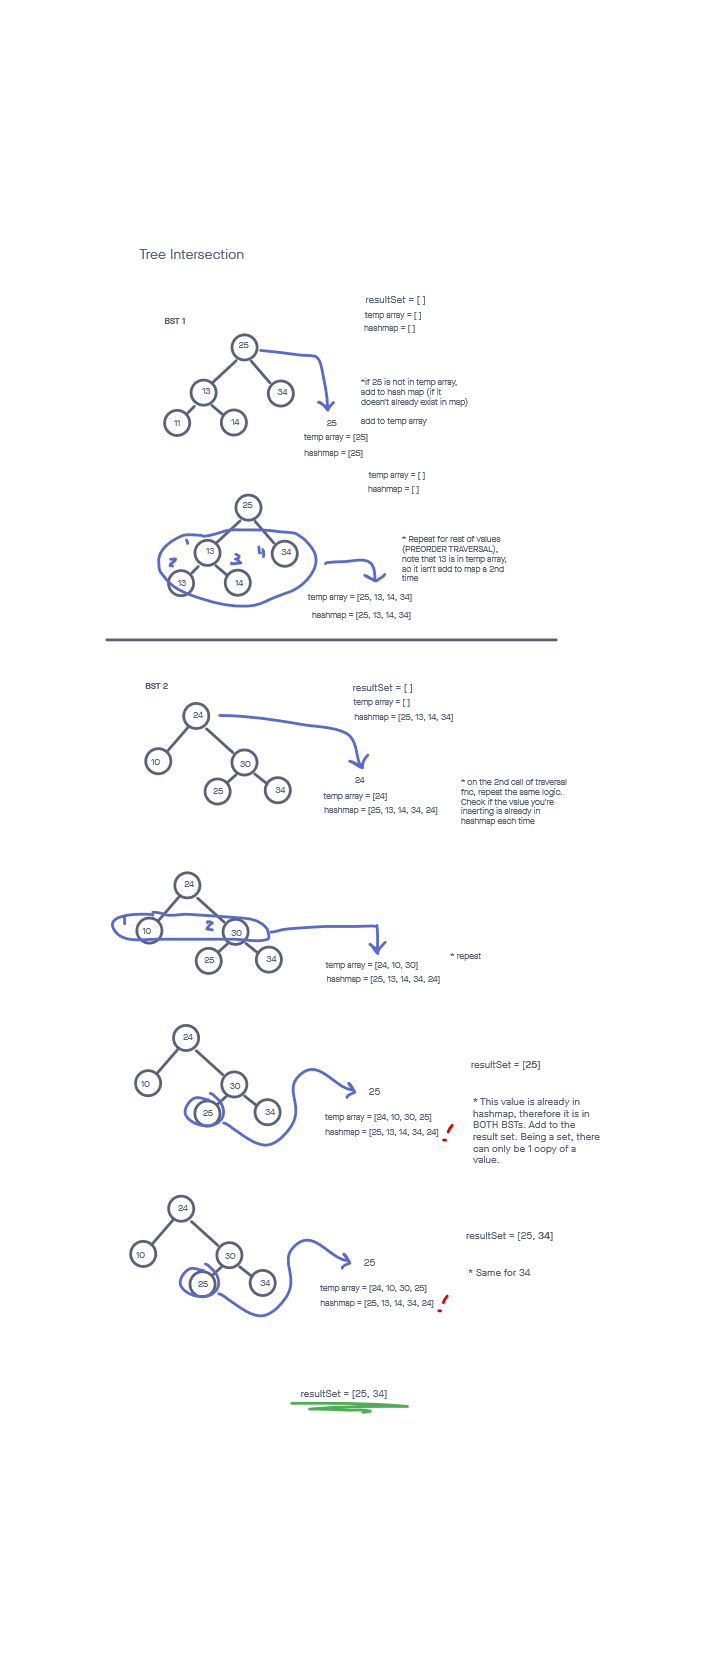 Tree Intersection
resultSet = [ ]
temp array = [ ]
hashmap = [ ]
BST 1
25
13
34
11
14
*if 25 is not in temp array,
add to hash map (if it
doesn't already exist in map)
25
add to temp array
temp array = [25]
hashmap = [25]
temp array = [ ]
hashmap = [ ]
25
1
13
4
34
2
3
13
14
* Repeat for rest of values
(PREORDER TRAVERSAL),
note that 13 is in temp array,
so it isn't add to map a 2nd
time
temp array = [25, 13, 14, 34]
hashmap = [25, 13, 14, 34]
BST 2
resultSet = [ ]
temp array = [ ]
hashmap = [25, 13, 14, 34]
24
10
30
25
34
24
temp array = [24]
hashmap = [25, 13, 14, 34, 24]
* on the 2nd call of traversal
fnc, repeat the same logic.
Check if the value you're
inserting is already in
hashmap each time
24
1
10
2
30
25
34
* repeat
temp array = [24, 10, 30]
hashmap = [25, 13, 14, 34, 24]
24
10
30
25
34
25
temp array = [24, 10, 30, 25]
hashmap = [25, 13, 14, 34, 24] !
resultSet = [25]
* This value is already in
hashmap, therefore it is in
BOTH BSTs. Add to the
result set. Being a set, there
can only be 1 copy of a
value.
24
10
30
25
34
25
temp array = [24, 10, 30, 25]
hashmap = [25, 13, 14, 34, 24] !
resultSet = [25, 34]
* Same for 34
resultSet = [25, 34]